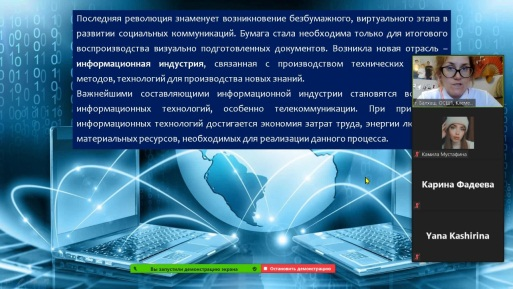 Последняя революция знаменует возникновение безбумажного, виртуального этапа в
развитии социальных коммуникаций. Бумага стала необходима только для итогового
воспроизводства визуально подготовленных документов. Возникла новая отрасль –
информационная индустрия, связанная с производством технических
методов, технологий для производства новых знаний.
Важнейшими составляющими информационной индустрии становятся
информационных технологий, особенно телекоммуникации. При
информационных технологий достигается экономия затрат труда, энергии
материальных ресурсов, необходимых для реализации данного процесса.
Камила Мустафина
Карина Фадеева
Yana Kashirina
Вы запустили демонстрацию экрана
Остановить демонстрацию